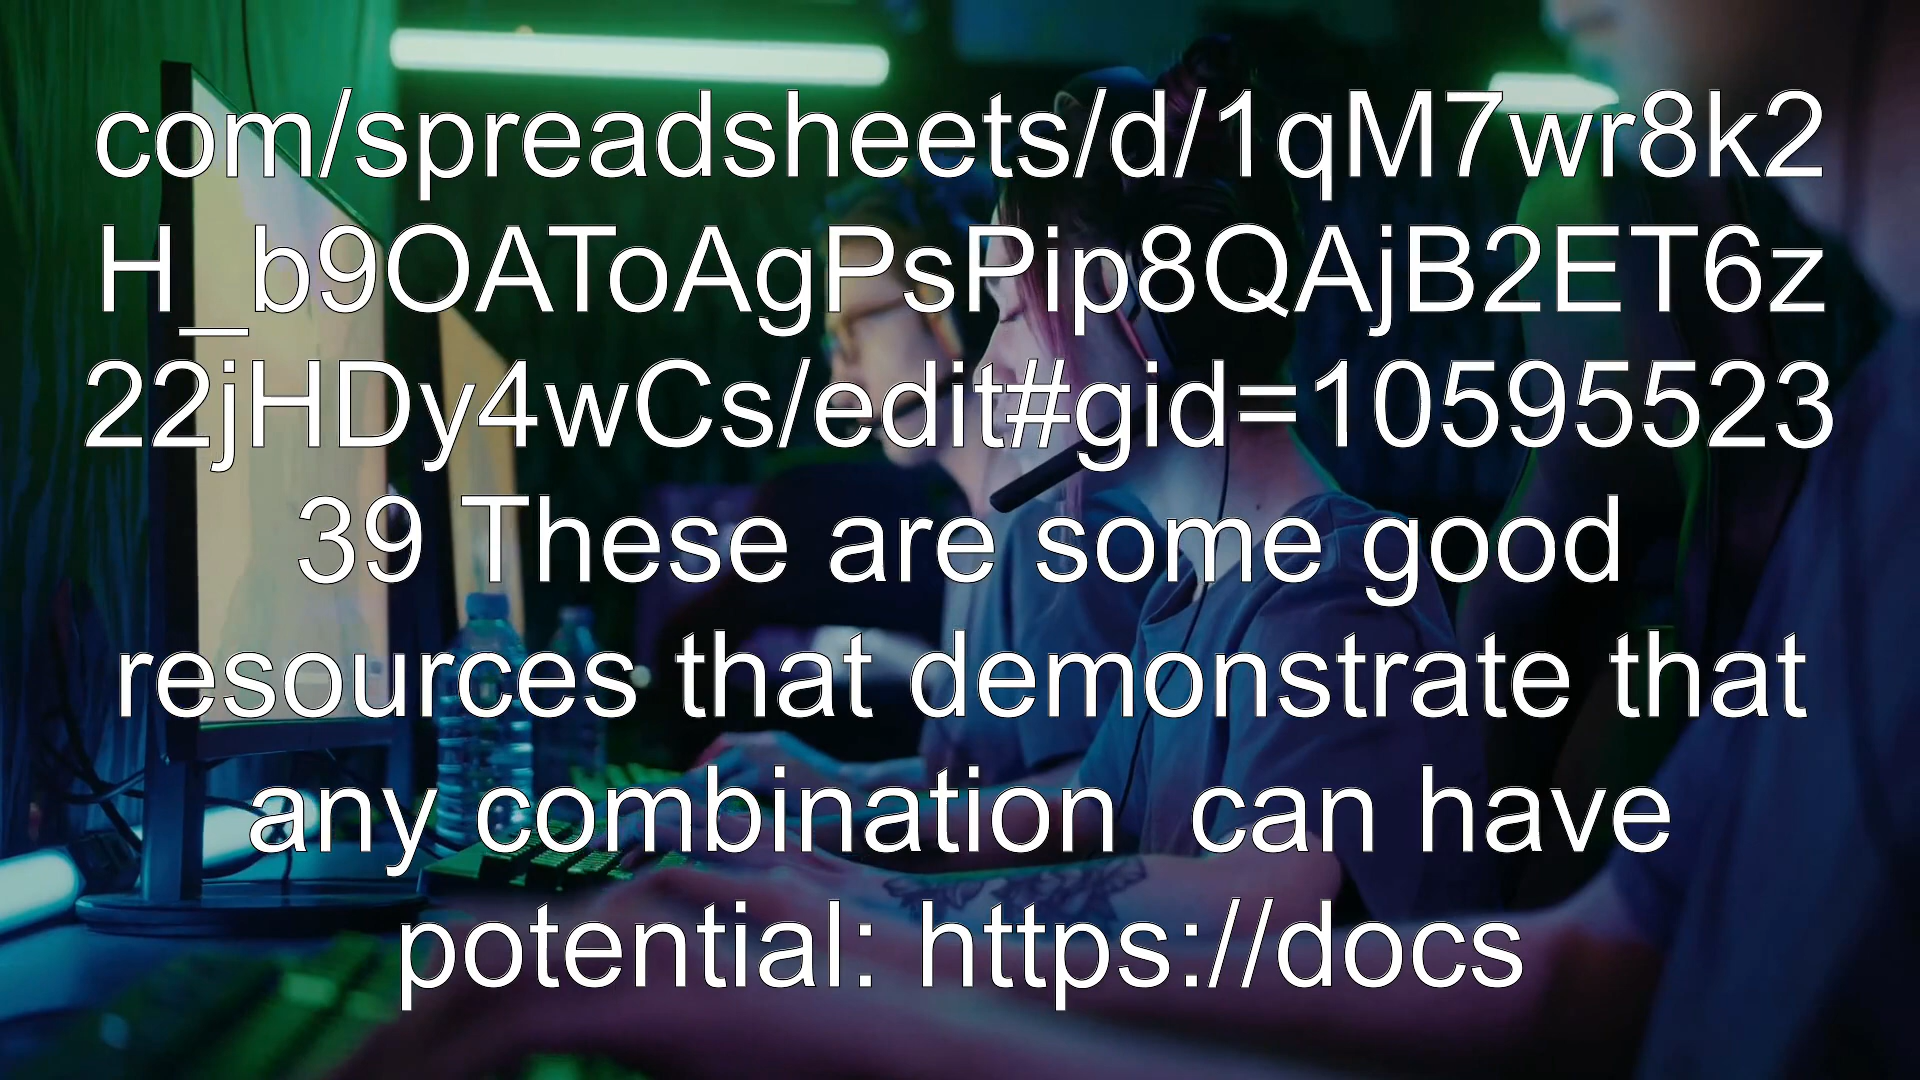 com/spreadsheets/d/1qM7wr8k2
H_b9OAToAgPsPip8QAjB2ET6z
22jHDy4wCs/edit#gid=10595523
39 These are some good
resources that demonstrate that
any combination  can have
potential: https://docs